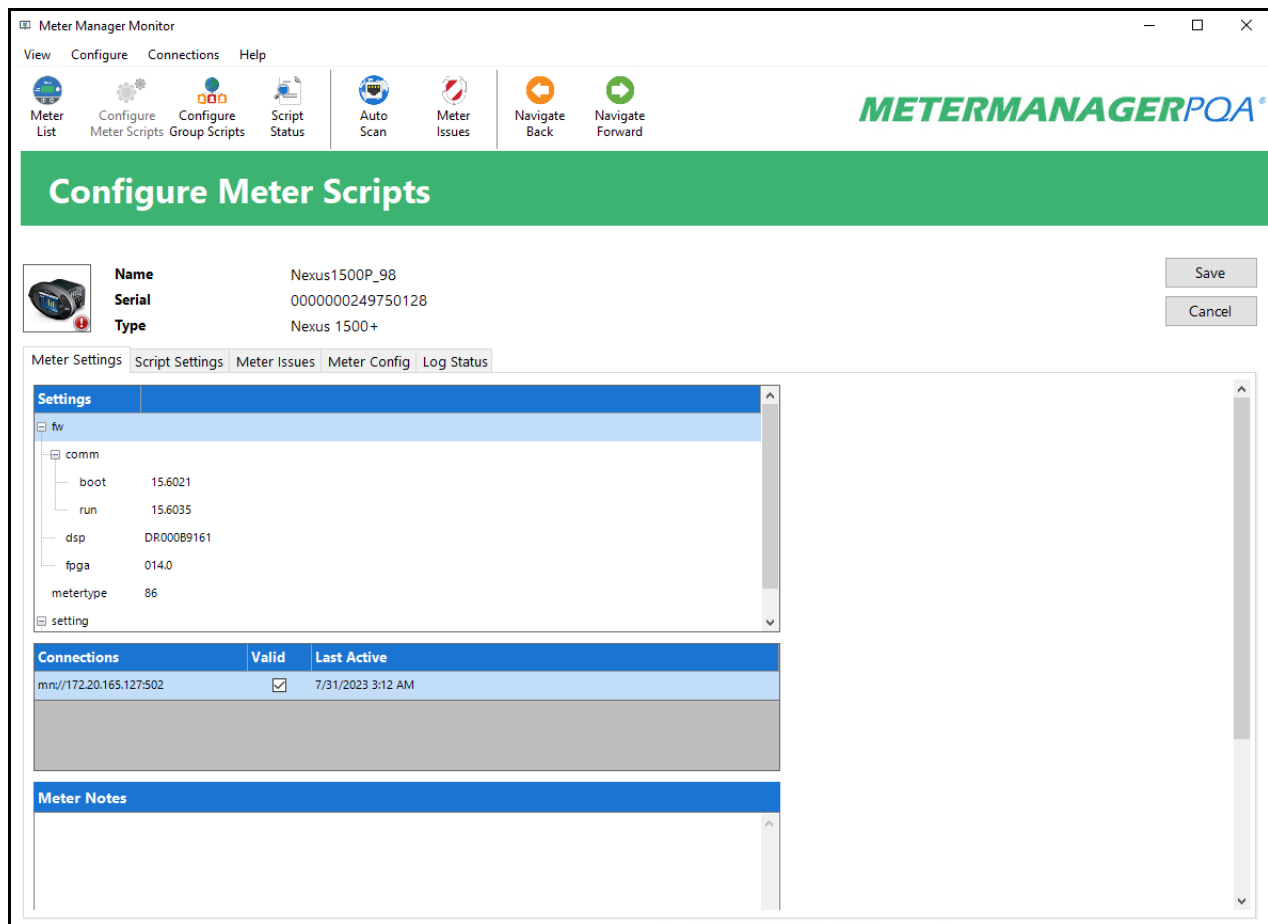 Meter Manager Monitor
View Configure Connections Help
Meter List
Configure Meter Scripts
Configure Group Scripts
Script Status
Auto Scan
Meter Issues
Navigate Back
Navigate Forward
METERMANAGERPQA®
Configure Meter Scripts
Name Nexus1500P_98
Serial 0000000249750128
Type Nexus 1500+
Save
Cancel
Meter Settings Script Settings Meter Issues Meter Config Log Status
Settings
fw
comm
boot 15.6021
run 15.6035
dsp DR000B9161
fpga 014.0
metertype 86
setting
Connections Valid Last Active
mn://172.20.165.127:502 7/31/2023 3:12 AM
Meter Notes